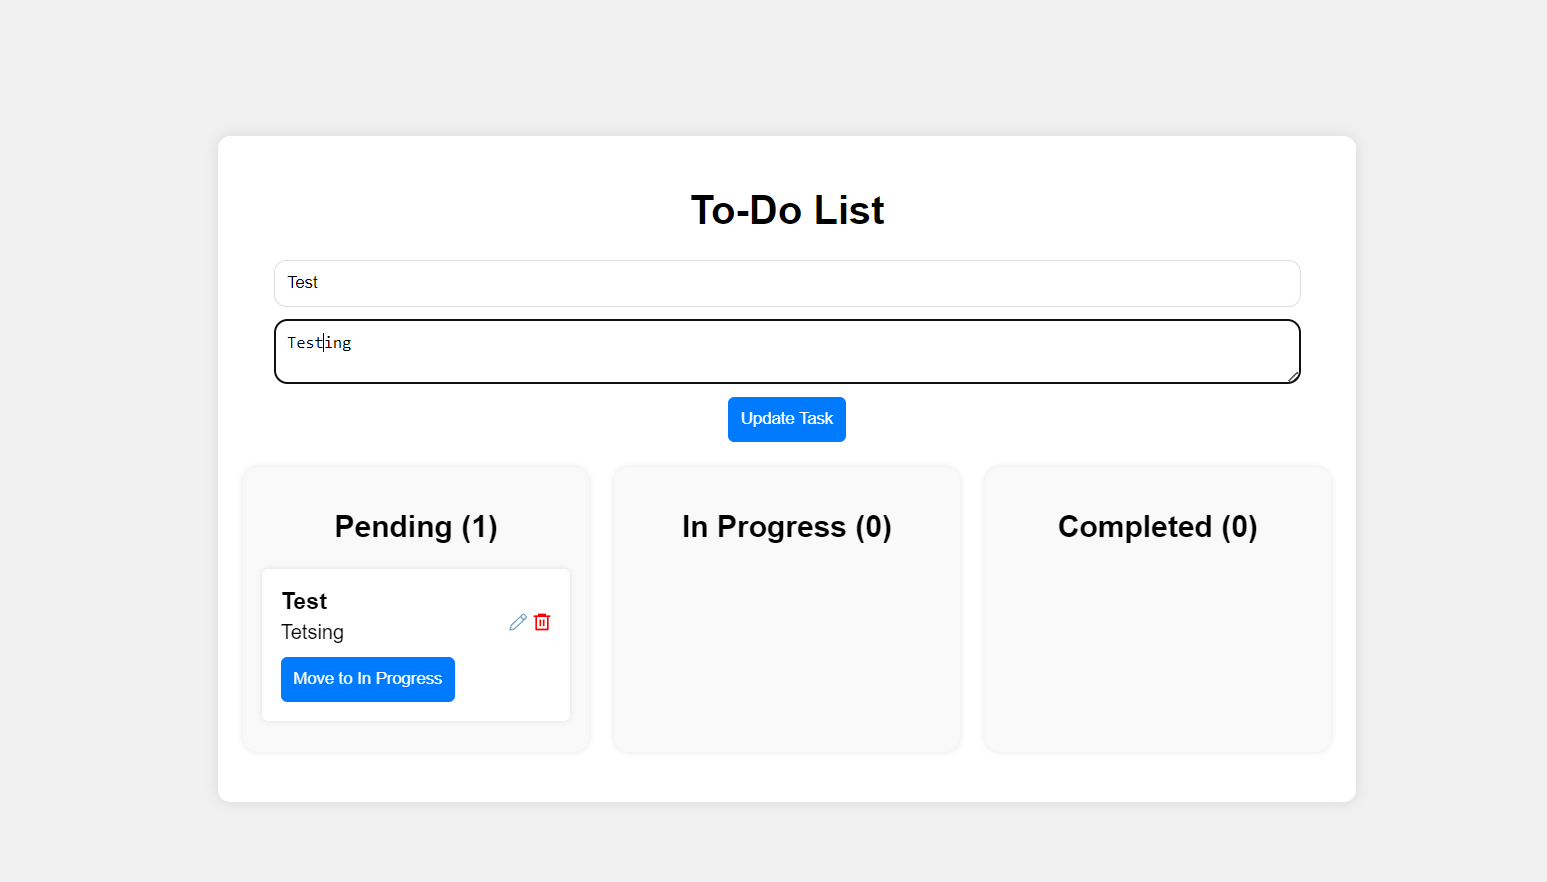 To-Do List
Test
Testing
Update Task
Pending (1)
In Progress (0)
Completed (0)
Test
Tetsing
Move to In Progress